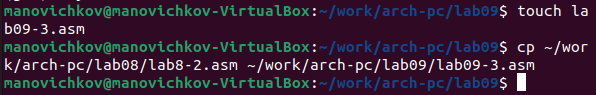 manovichkov@manovichkov-VirtualBox:~/work/arch-pc/lab09$ touch la
b09-3.asm
manovichkov@manovichkov-VirtualBox:~/work/arch-pc/lab09$ cp ~/wor
k/arch-pc/lab08/lab8-2.asm ~/work/arch-pc/lab09/lab09-3.asm
manovichkov@manovichkov-VirtualBox:~/work/arch-pc/lab09$